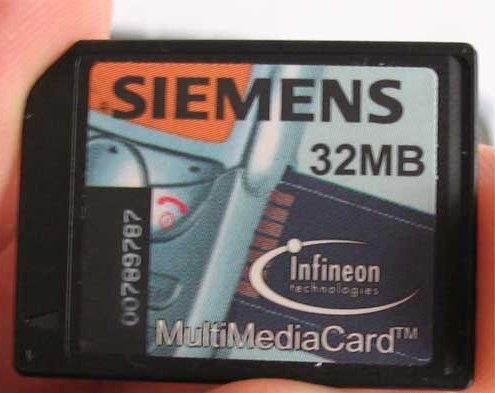 SIEMENS
32MB
Infineon
technologies
00789787
MultiMediaCard™